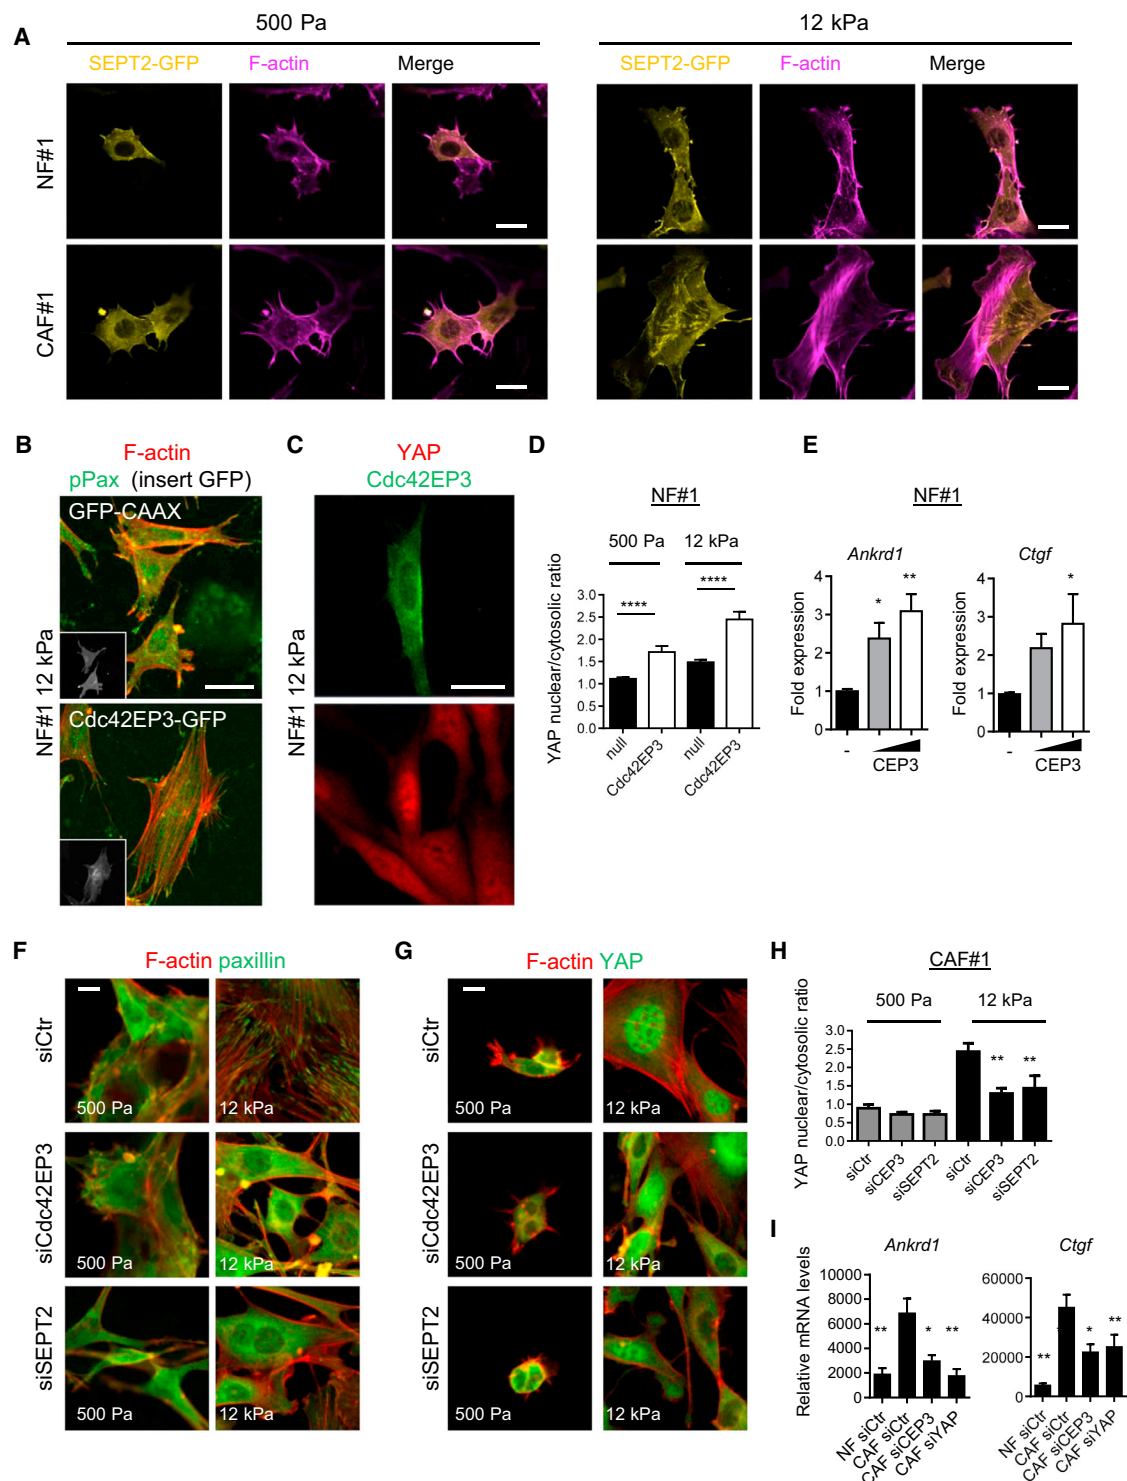 A
500 Pa
12 kPa
SEPT2-GFP F-actin Merge
SEPT2-GFP F-actin Merge
NF#1
CAF#1
B
F-actin
pPax (insert GFP)
GFP-CAAX
Cdc42EP3-GFP
NF#1 12 kPa
C
YAP
Cdc42EP3
NF#1 12 kPa
D
NF#1
500 Pa 12 kPa
**** ****
YAP nuclear/cytosolic ratio
3.0
2.5
2.0
1.5
1.0
0.5
0.0
null
Cdc42EP3
null
Cdc42EP3
E
NF#1
Ankrd1
Fold expression
4
3
2
1
0
* **
-
CEP3
Ctgf
Fold expression
4
3
2
1
0
*
-
CEP3
F
F-actin paxillin
siCtr
500 Pa 12 kPa
siCdc42EP3
500 Pa 12 kPa
siSEPT2
500 Pa 12 kPa
G
F-actin YAP
siCtr
500 Pa 12 kPa
siCdc42EP3
500 Pa 12 kPa
siSEPT2
500 Pa 12 kPa
H
CAF#1
500 Pa 12 kPa
YAP nuclear/cytosolic ratio
3.0
2.5
2.0
1.5
1.0
0.5
0.0
** **
siCtr
siCEP3
siSEPT2
siCtr
siCEP3
siSEPT2
I
Ankrd1
Relative mRNA levels
10000
8000
6000
4000
2000
0
** * **
NF siCtr
CAF siCtr
CAF siCEP3
CAF siYAP
Ctgf
60000
40000
20000
0
** * **
NF siCtr
CAF siCtr
CAF siCEP3
CAF siYAP